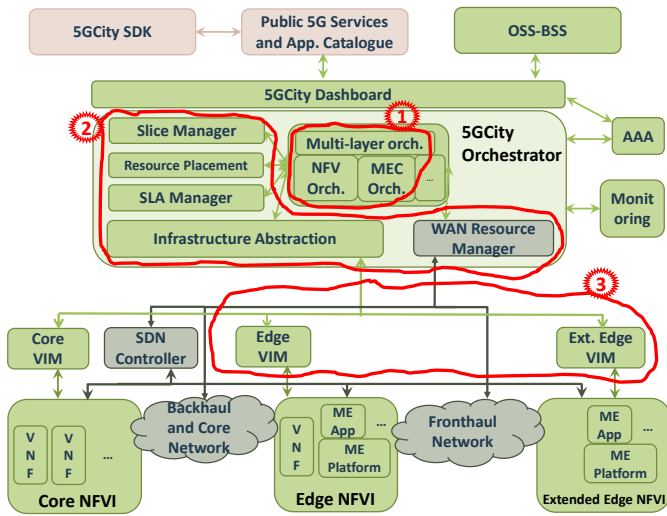 5GCity SDK
Public 5G Services
and App. Catalogue
OSS-BSS
5GCity Dashboard
1
2
Slice Manager
Multi-layer orch.
5GCity
Orchestrator
AAA
Resource Placement
NFV
Orch.
MEC
Orch.
...
SLA Manager
Monit
oring
Infrastructure Abstraction
WAN Resource
Manager
3
Core
VIM
SDN
Controller
Edge
VIM
Ext. Edge
VIM
Backhaul
and Core
Network
Fronthaul
Network
V
N
F
V
N
F
...
Core NFVI
V
N
F
ME
App
...
ME
Platform
Edge NFVI
ME
App
...
ME
Platform
Extended Edge NFVI